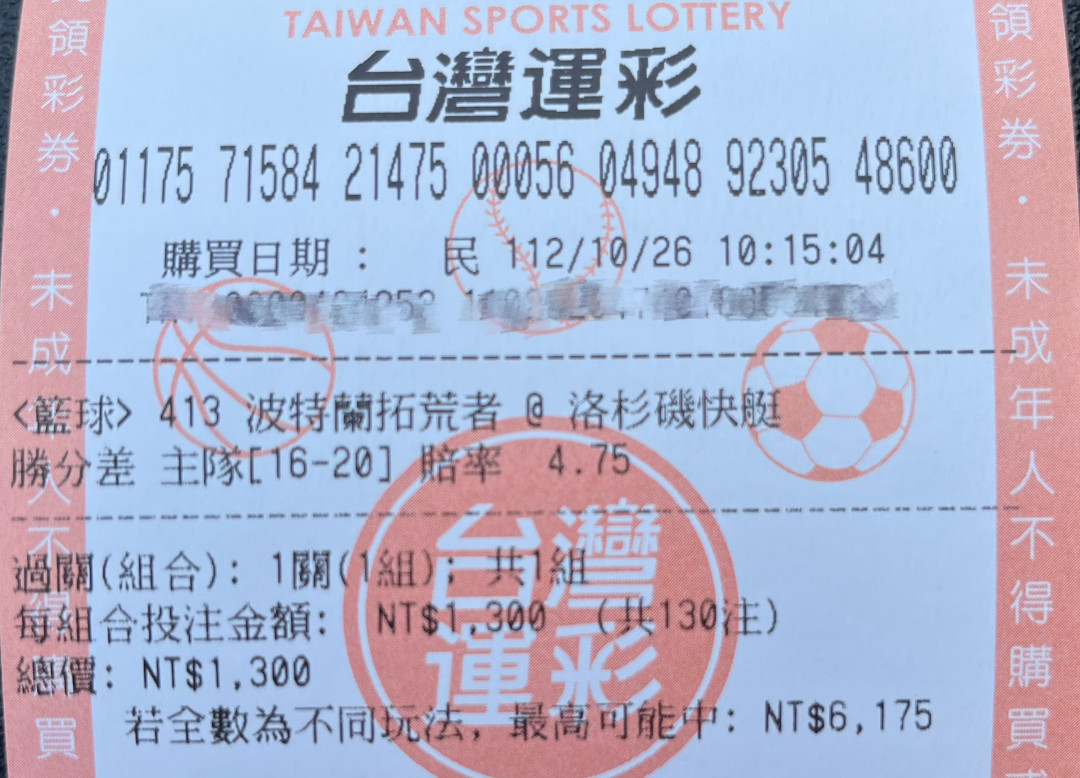 TAIWAN SPORTS LOTTERY
台灣運彩
01175 71584 21475 00056 04948 92305 48600
購買日期 : 民 112/10/26 10:15:04
<籃球> 413 波特蘭拓荒者 @ 洛杉磯快艇
勝分差 主隊[16-20] 賠率 4.75
過關(組合): 1關(1組); 共1組
每組合投注金額: NT$1,300 (共130注)
總價: NT$1,300
若全數為不同玩法, 最高可能中: NT$6,175
台灣
運彩
領彩券・未成年人不得購買
領彩券・未成年人不得購買